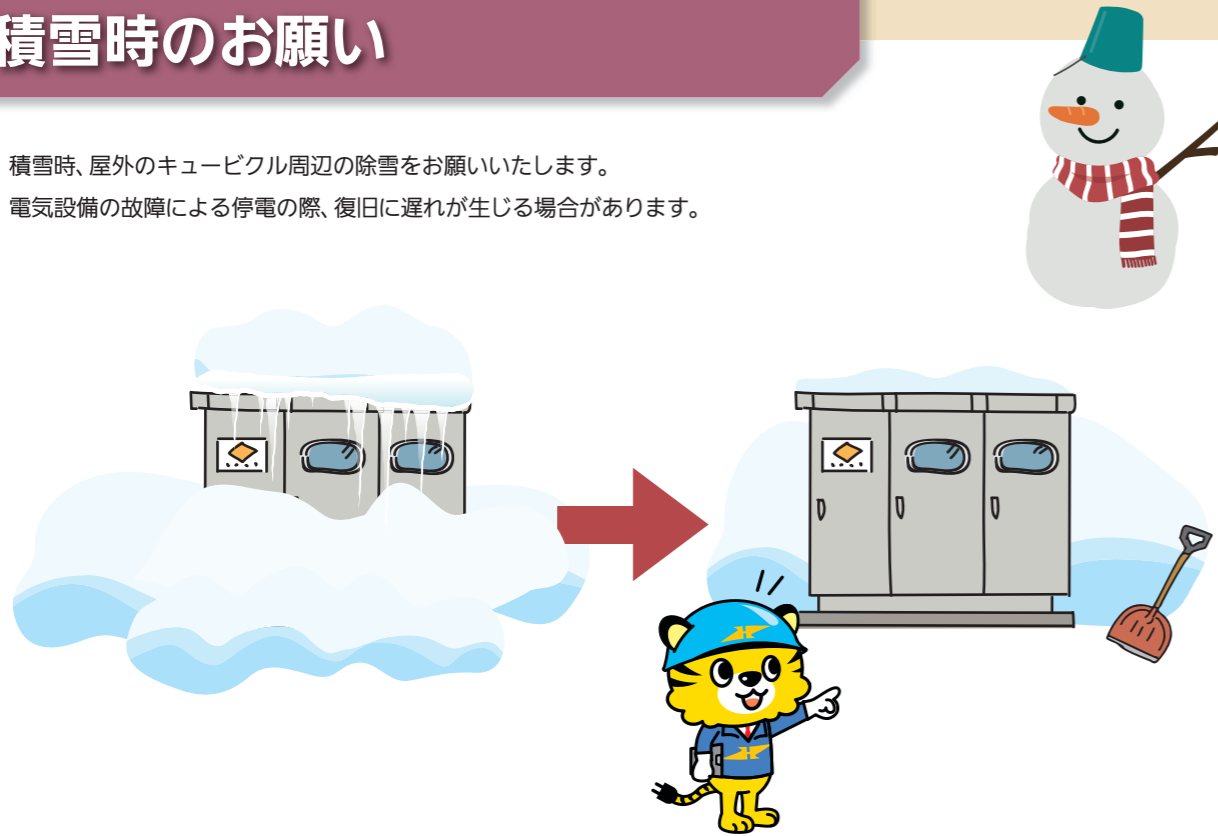 積雪時のお願い
積雪時、屋外のキュービクル周辺の除雪をお願いいたします。
電気設備の故障による停電の際、復旧に遅れが生じる場合があります。